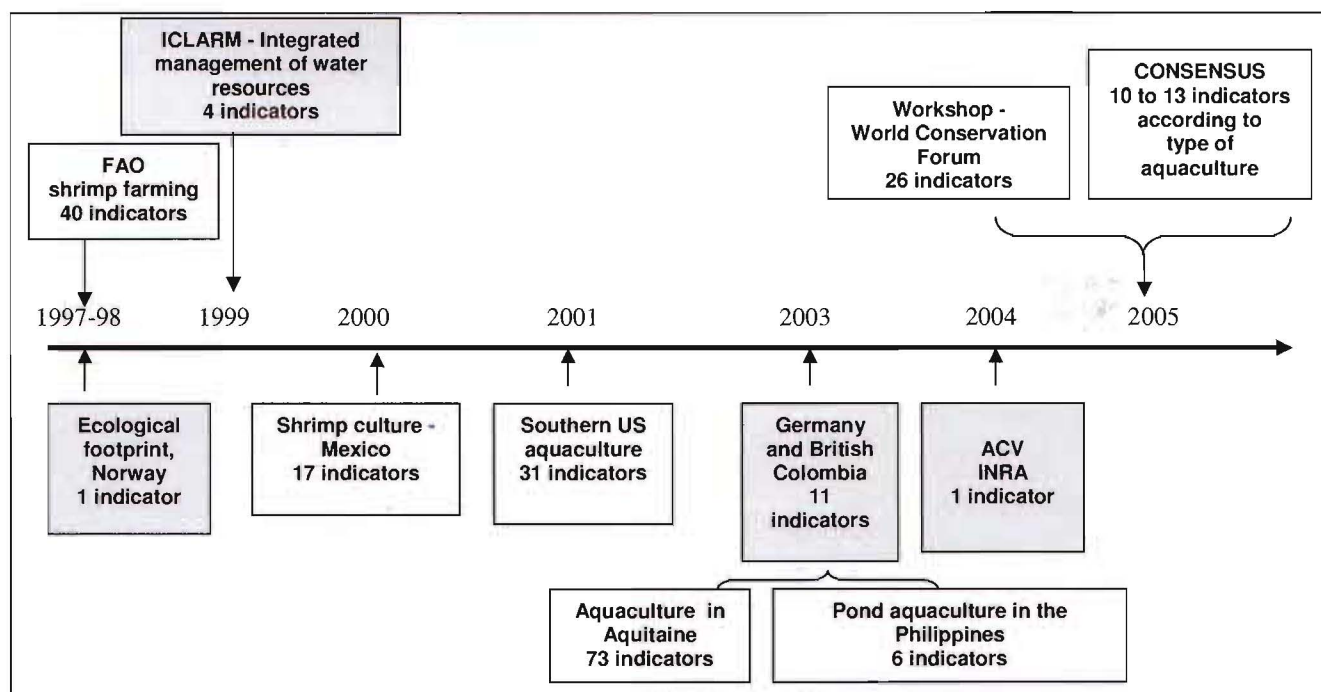 ICLARM - Integrated
management of water
resources
4 indicators
FAO
shrimp farming
40 indicators
Workshop -
World Conservation
Forum
26 indicators
CONSENSUS
10 to 13 indicators
according to
type of
aquaculture
1997-98
1999
2000
2001
2003
2004
2005
Ecological
footprint,
Norway
1 indicator
Shrimp culture -
Mexico
17 indicators
Southern US
aquaculture
31 indicators
Germany
and British
Colombia
11
indicators
ACV
INRA
1 indicator
Aquaculture in
Aquitaine
73 indicators
Pond aquaculture in the
Philippines
6 indicators